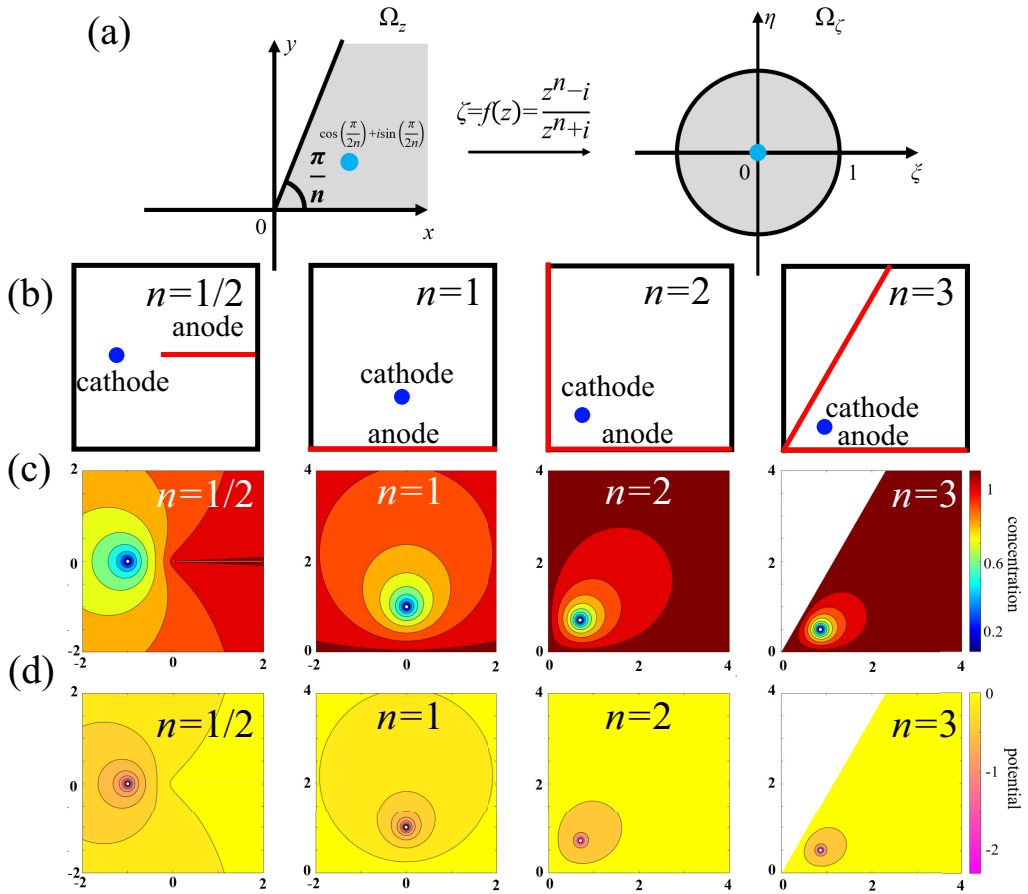 (a)
y
Ω_z
cos(π/2n)+isin(π/2n)
π/n
0
x
ζ=f(z)=(z^n−i)/(z^n+i)
η
Ω_ζ
0
1
ξ
(b)
n=1/2
anode
cathode
n=1
cathode
anode
n=2
cathode
anode
n=3
cathode
anode
(c)
n=1/2
2
0
-2
-2
0
2
n=1
4
2
0
-2
0
2
n=2
4
2
0
0
2
4
n=3
4
2
0
0
2
4
1
0.6
0.2
concentration
(d)
n=1/2
2
0
-2
-2
0
2
n=1
4
2
0
-2
0
2
n=2
4
2
0
0
2
4
n=3
4
2
0
0
2
4
0
-1
-2
potential